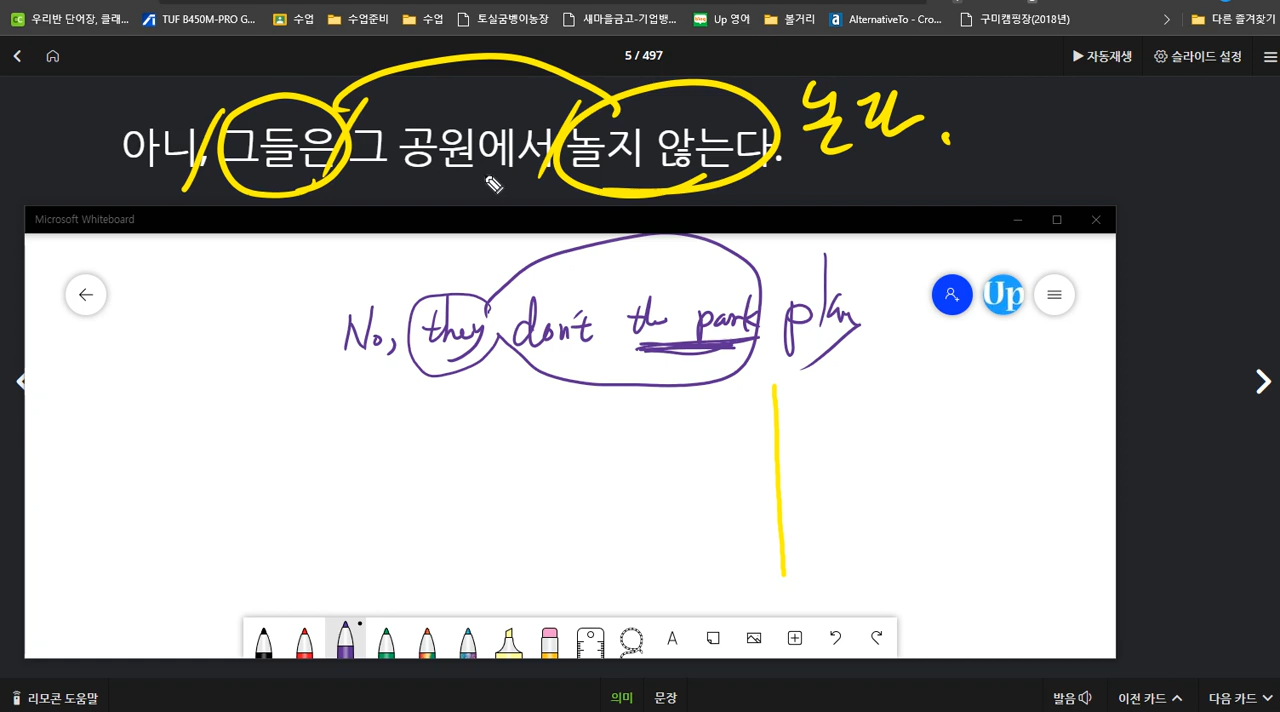 우리반 단어장, 클래... TUF B450M-PRO G... 수업 수업준비 수업 토실굼벵이농장 새마을금고-기업뱅... Up 영어 볼거리 AlternativeTo - Cro... 구미캠핑장(2018년) 다른 즐겨찾기
5 / 497 자동재생 슬라이드 설정
아니, 그들은 그 공원에서 놀지 않는다. 논다.
Microsoft Whiteboard
Up
No, they don't the park play
리모콘 도움말 의미 문장 발음 이전 카드 다음 카드